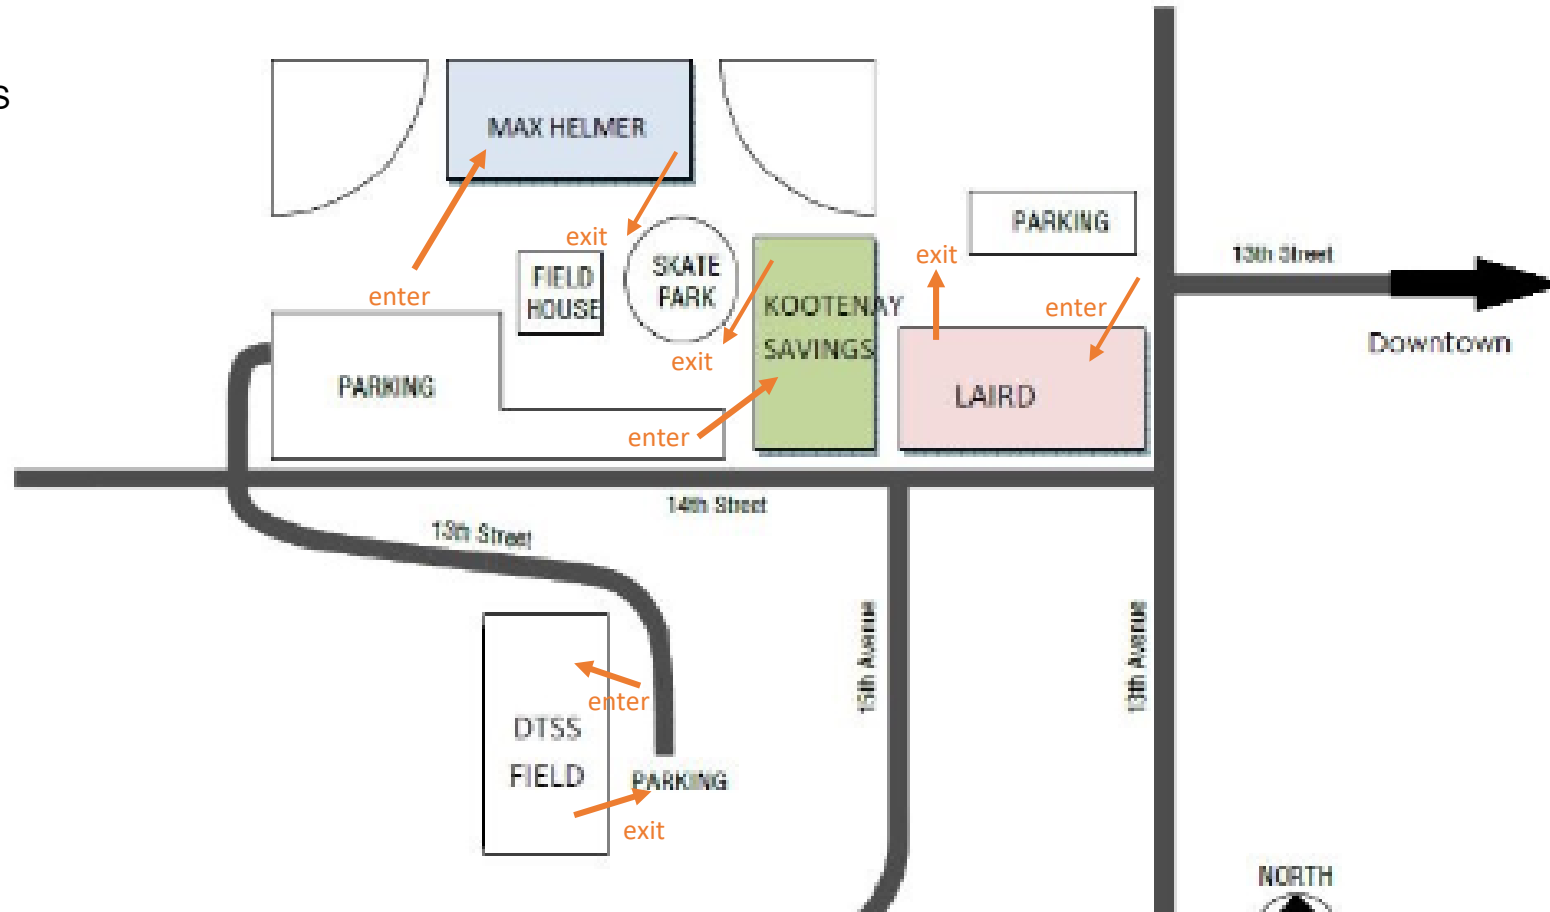 S
MAX HELMER
PARKING
exit
SKATE
PARK
exit
13th Street
FIELD
HOUSE
enter
KOOTENAY
SAVINGS
enter
Downtown
exit
PARKING
LAIRD
enter
14th Street
13th Street
15th Avenue
13th Avenue
enter
DTSS
FIELD
PARKING
exit
NORTH